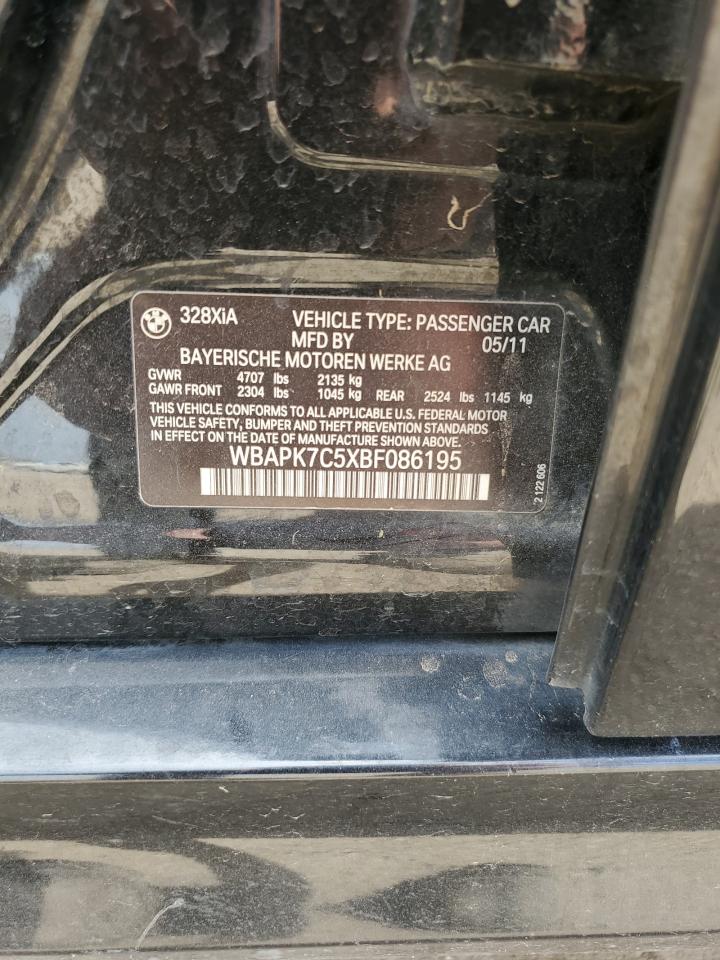 328XiA VEHICLE TYPE: PASSENGER CAR
MFD BY 05/11
BAYERISCHE MOTOREN WERKE AG
GVWR 4707 lbs 2135 kg
GAWR FRONT 2304 lbs 1045 kg REAR 2524 lbs 1145 kg
THIS VEHICLE CONFORMS TO ALL APPLICABLE U.S. FEDERAL MOTOR
VEHICLE SAFETY, BUMPER AND THEFT PREVENTION STANDARDS
IN EFFECT ON THE DATE OF MANUFACTURE SHOWN ABOVE.
WBAPK7C5XBF086195
2 122 606